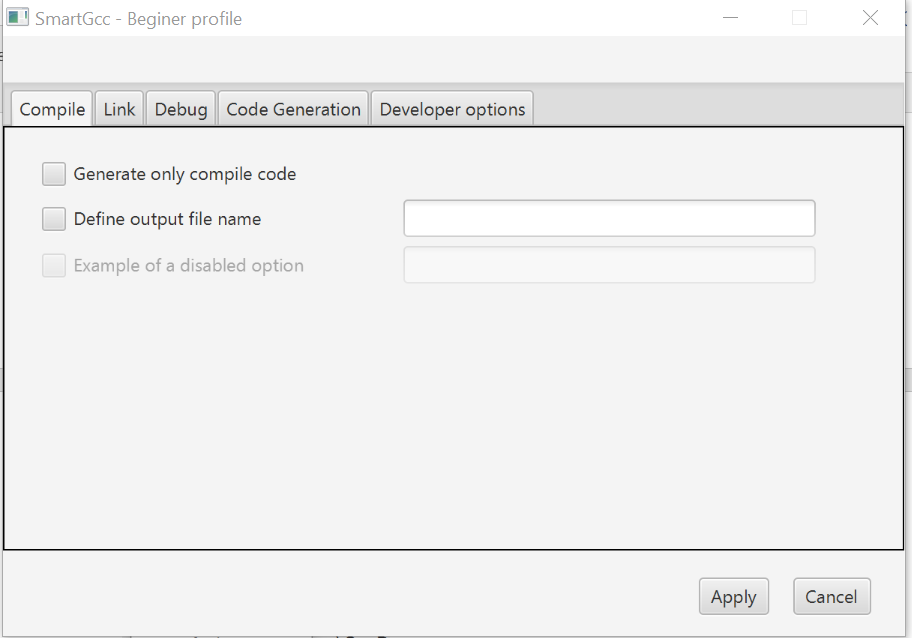 SmartGcc - Beginer profile
Compile Link Debug Code Generation Developer options
Generate only compile code
Define output file name
Example of a disabled option
Apply Cancel